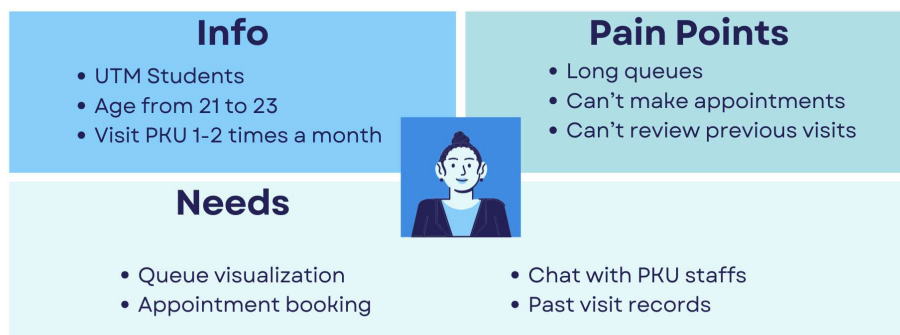 Info
• UTM Students
• Age from 21 to 23
• Visit PKU 1-2 times a month
Pain Points
• Long queues
• Can't make appointments
• Can't review previous visits
Needs
• Queue visualization
• Appointment booking
• Chat with PKU staffs
• Past visit records